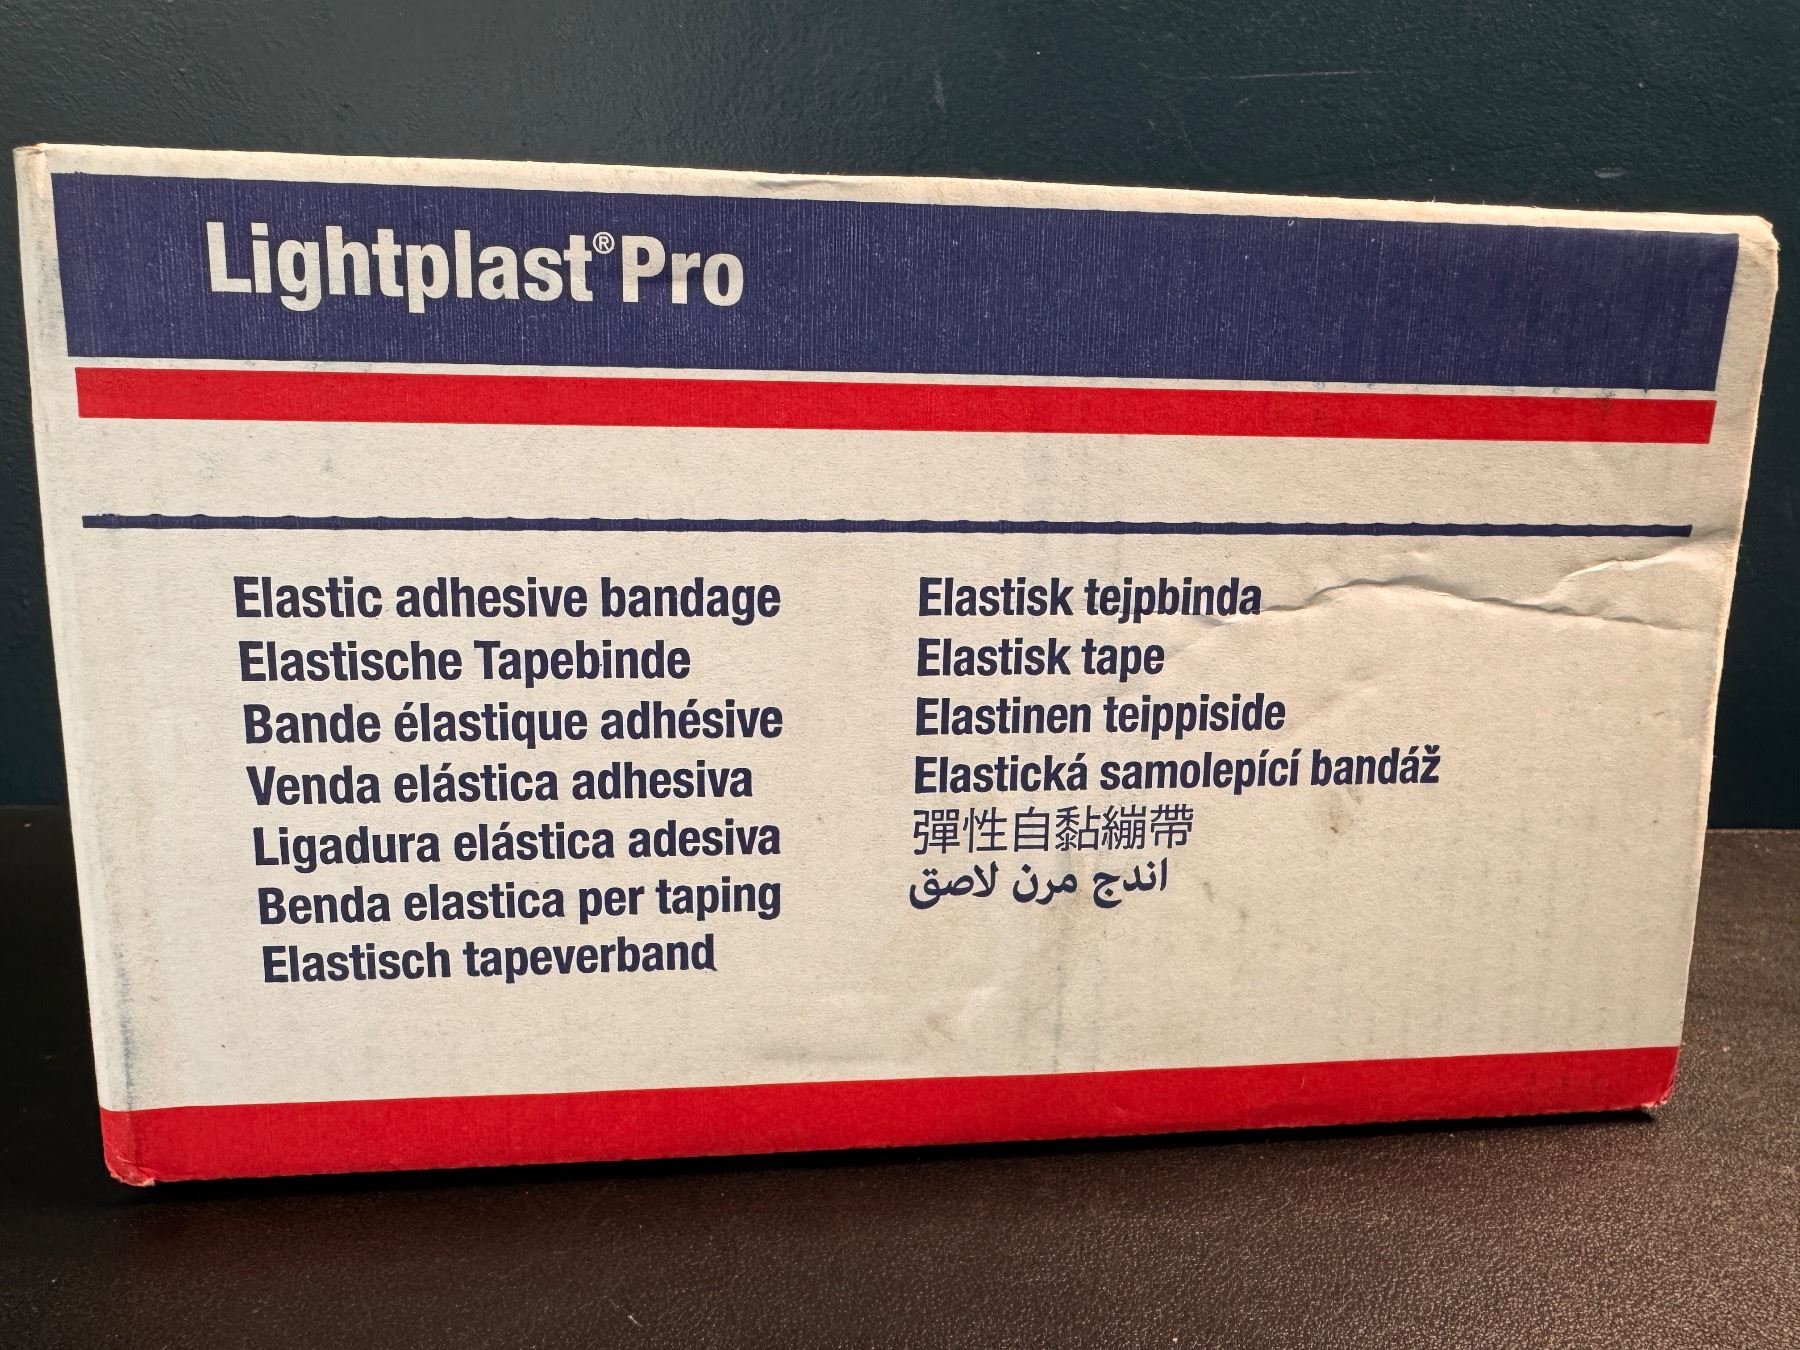 Lightplast® Pro
Elastic adhesive bandage
Elastische Tapebinde
Bande élastique adhésive
Venda elástica adhesiva
Ligadura elástica adesiva
Benda elastica per taping
Elastisch tapeverband
Elastisk tejpbinda
Elastisk tape
Elastinen teippiside
Elastická samolepící bandáž
彈性自黏繃帶
اندج مرن لاصق